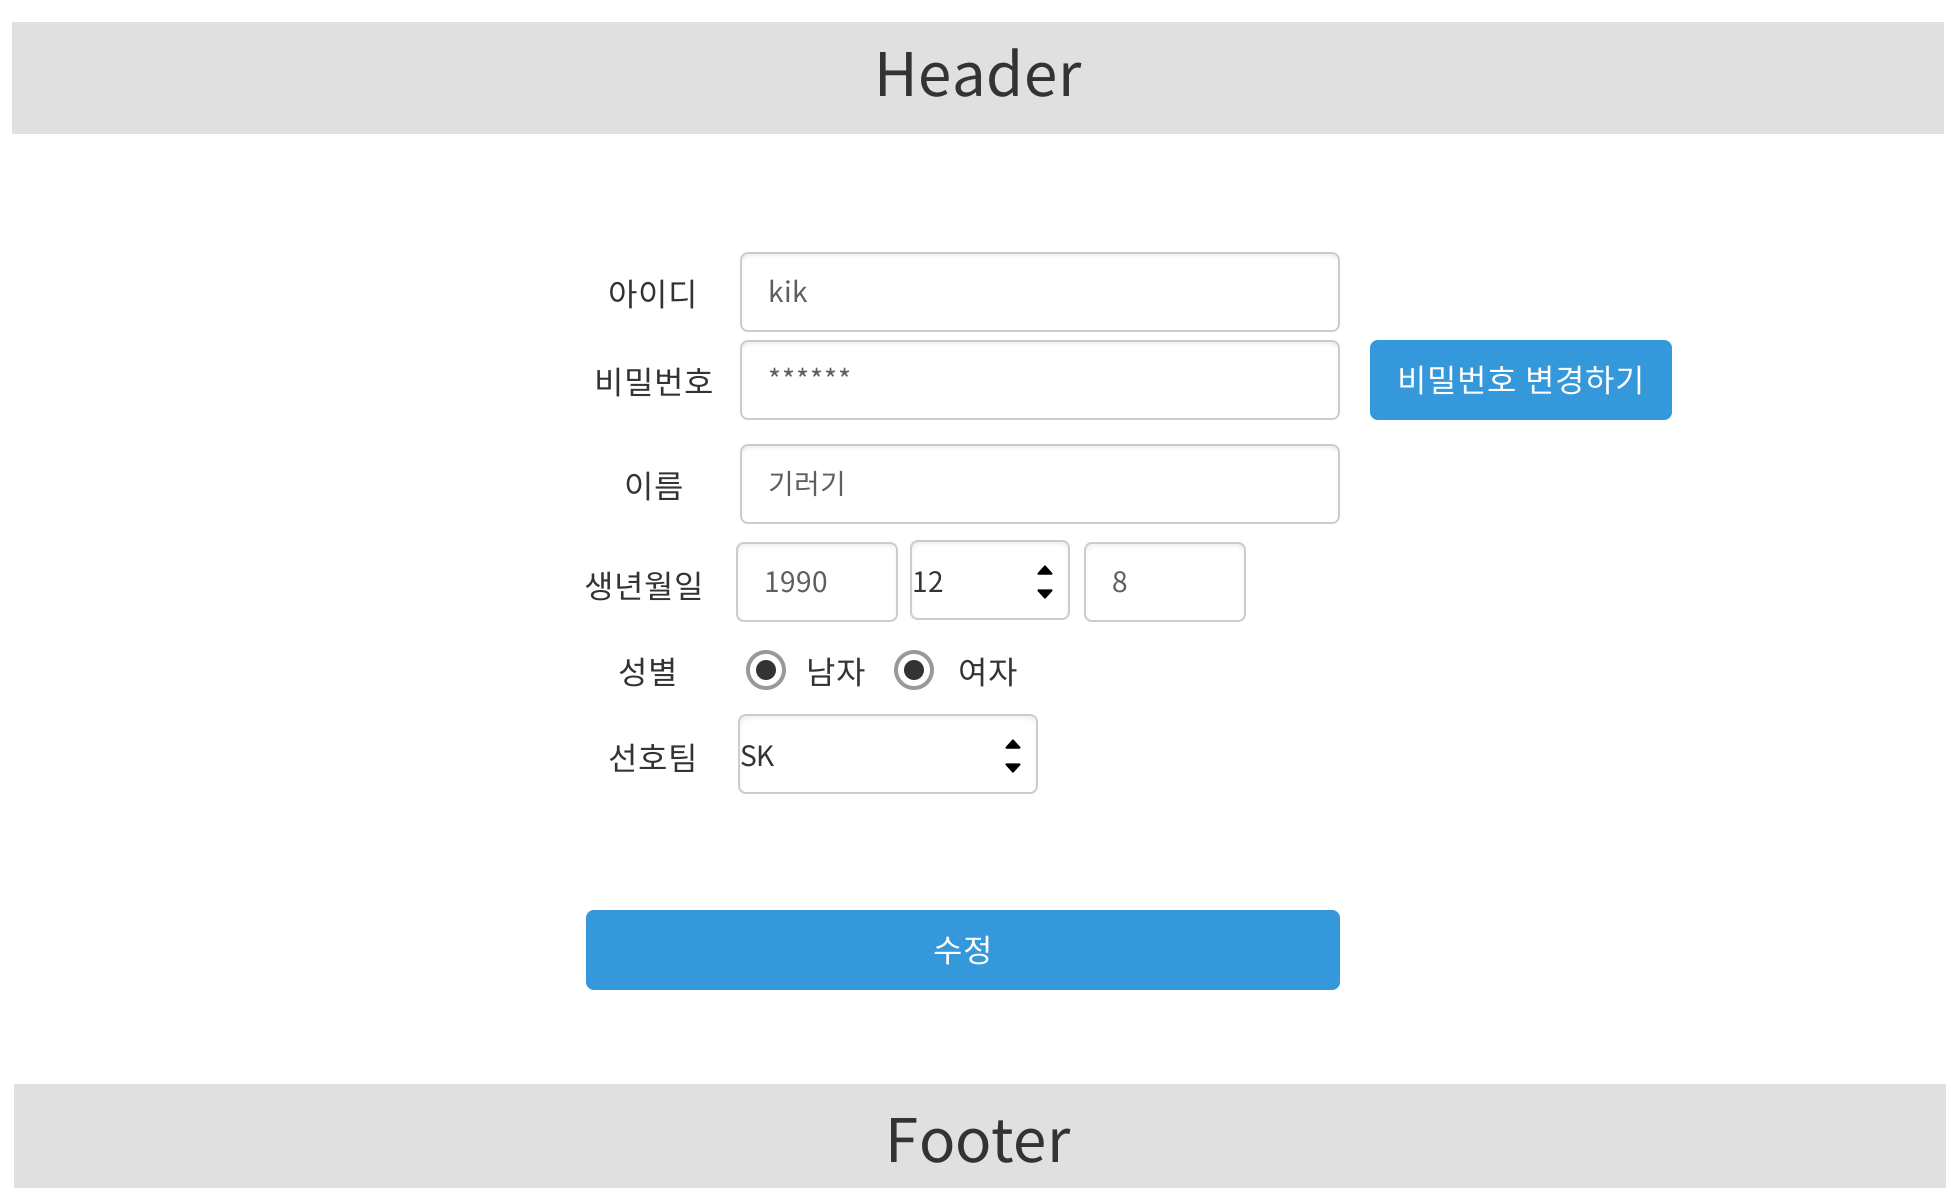 Header
아이디 kik
비밀번호 ****** 비밀번호 변경하기
이름 기러기
생년월일 1990 12 8
성별 남자 여자
선호팀 SK
수정
Footer